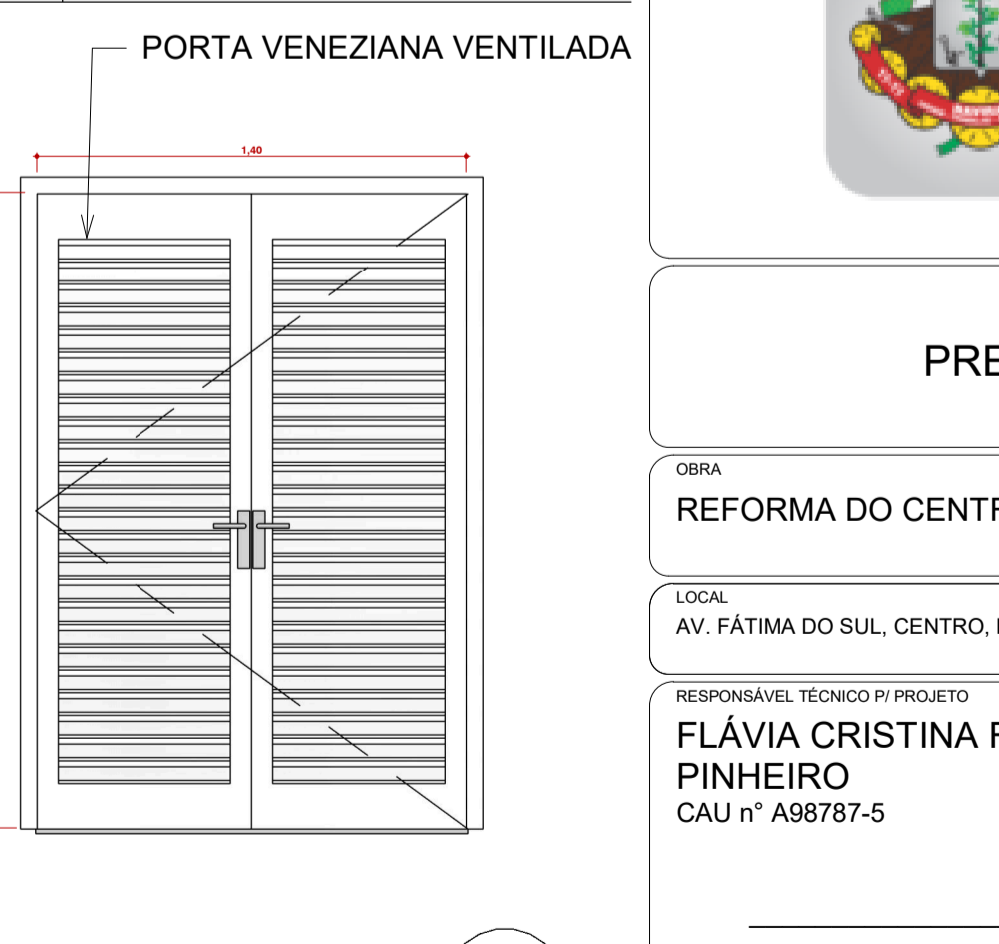 PORTA VENEZIANA VENTILADA
1,40
PRE
OBRA
REFORMA DO CENTR
LOCAL
AV. FÁTIMA DO SUL, CENTRO,
RESPONSÁVEL TÉCNICO P/ PROJETO
FLÁVIA CRISTINA
PINHEIRO
CAU n° A98787-5